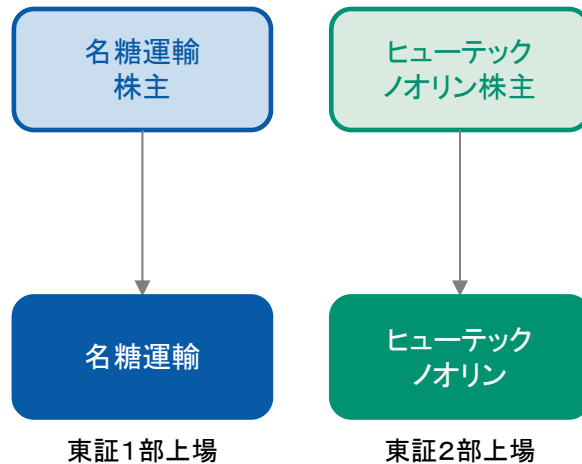 名糖運輸
株主
ヒューテック
ノオリン株主
名糖運輸
ヒューテック
ノオリン
東証1部上場
東証2部上場